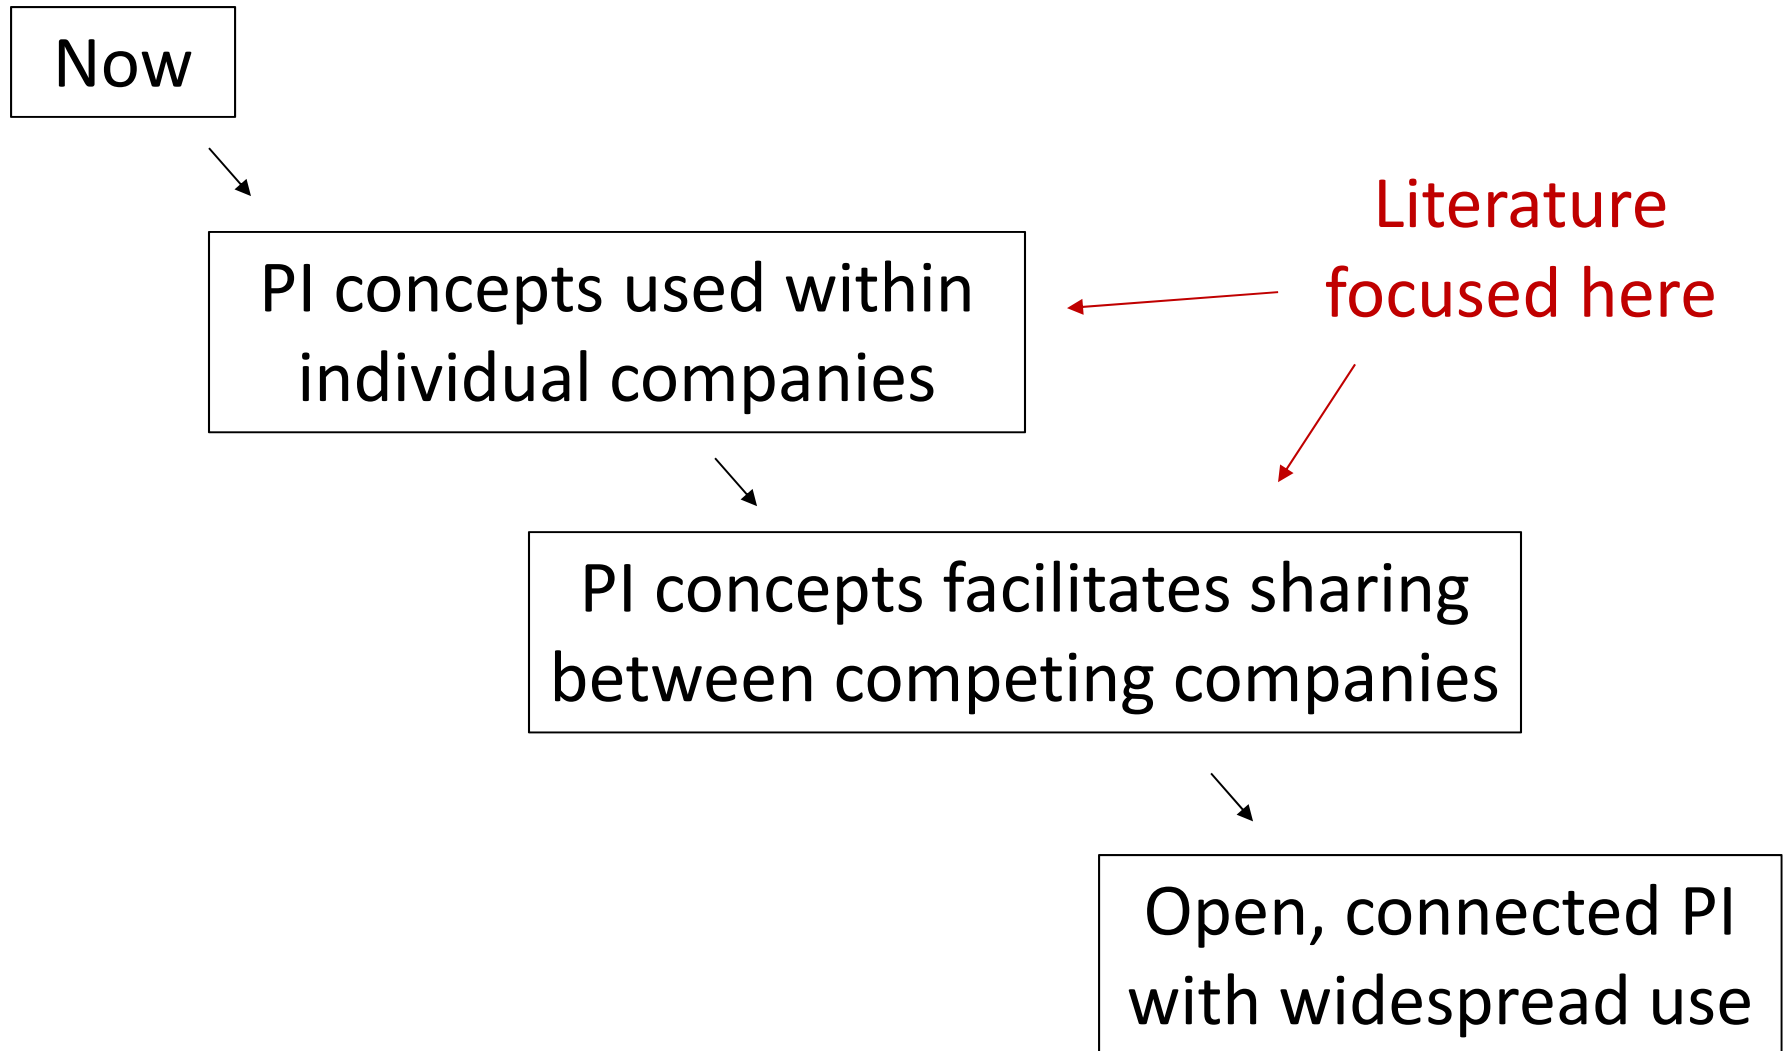 Now
Literature
focused here
PI concepts used within
individual companies
PI concepts facilitates sharing
between competing companies
Open, connected PI
with widespread use